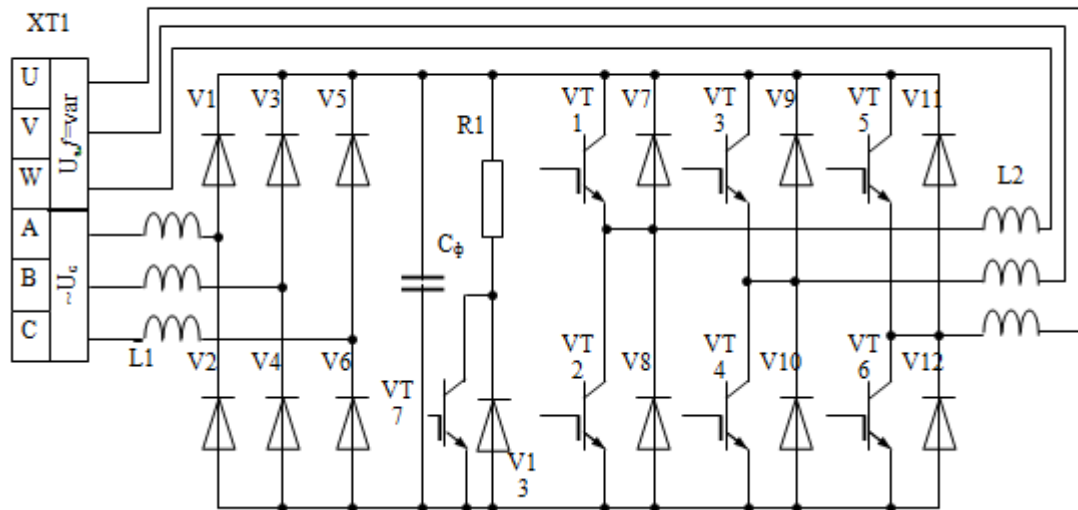 XT1
U
V
W
A
B
C
U, f=var
~Uc
L1
V1
V3
V5
V2
V4
V6
Cф
R1
VT
7
V1
3
VT
1
V7
VT
3
V9
VT
5
V11
VT
2
V8
VT
4
V10
VT
6
V12
L2